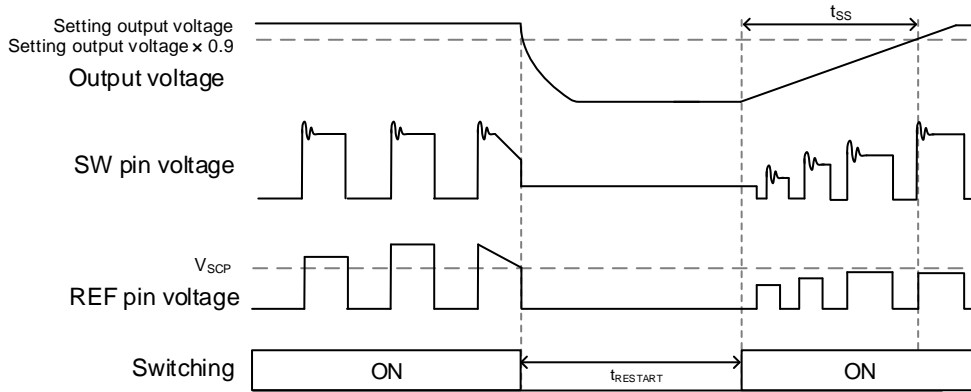 Setting output voltage
Setting output voltage × 0.9
Output voltage
tSS
SW pin voltage
VSCP
REF pin voltage
Switching
ON
tRESTART
ON